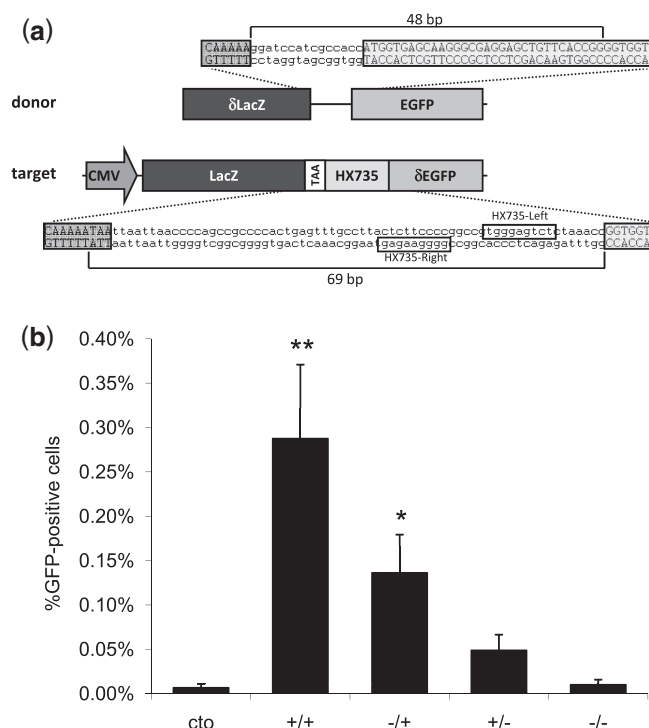 (a)
48 bp
CAAAAAggatccatcgccaccATGGTGAGCAAGGGCGAGGAGCTGTTCACCGGGGTGGT
GTTTTTcctaggtagcggtggTACCACTCGTTCCCGCTCCTCGACAAGTGGCCCCACCA
donor
δLacZ
EGFP
target
CMV
LacZ
TAA
HX735
δEGFP
HX735-Left
CAAAAATAAttaattaaccccagccgcccccactgagtttgccttactcttccccggccgtgggagtctctaaaccGGTGGT
GTTTTTATTaattaattggggtcggcgggggtgactcaaacggaatgagaaggggccggcaccctcagagatttggCCACCA
HX735-Right
69 bp
(b)
0.40%
0.35%
0.30%
0.25%
0.20%
0.15%
0.10%
0.05%
0.00%
%GFP-positive cells
**
*
cto
+/+
-/+
+/-
-/-